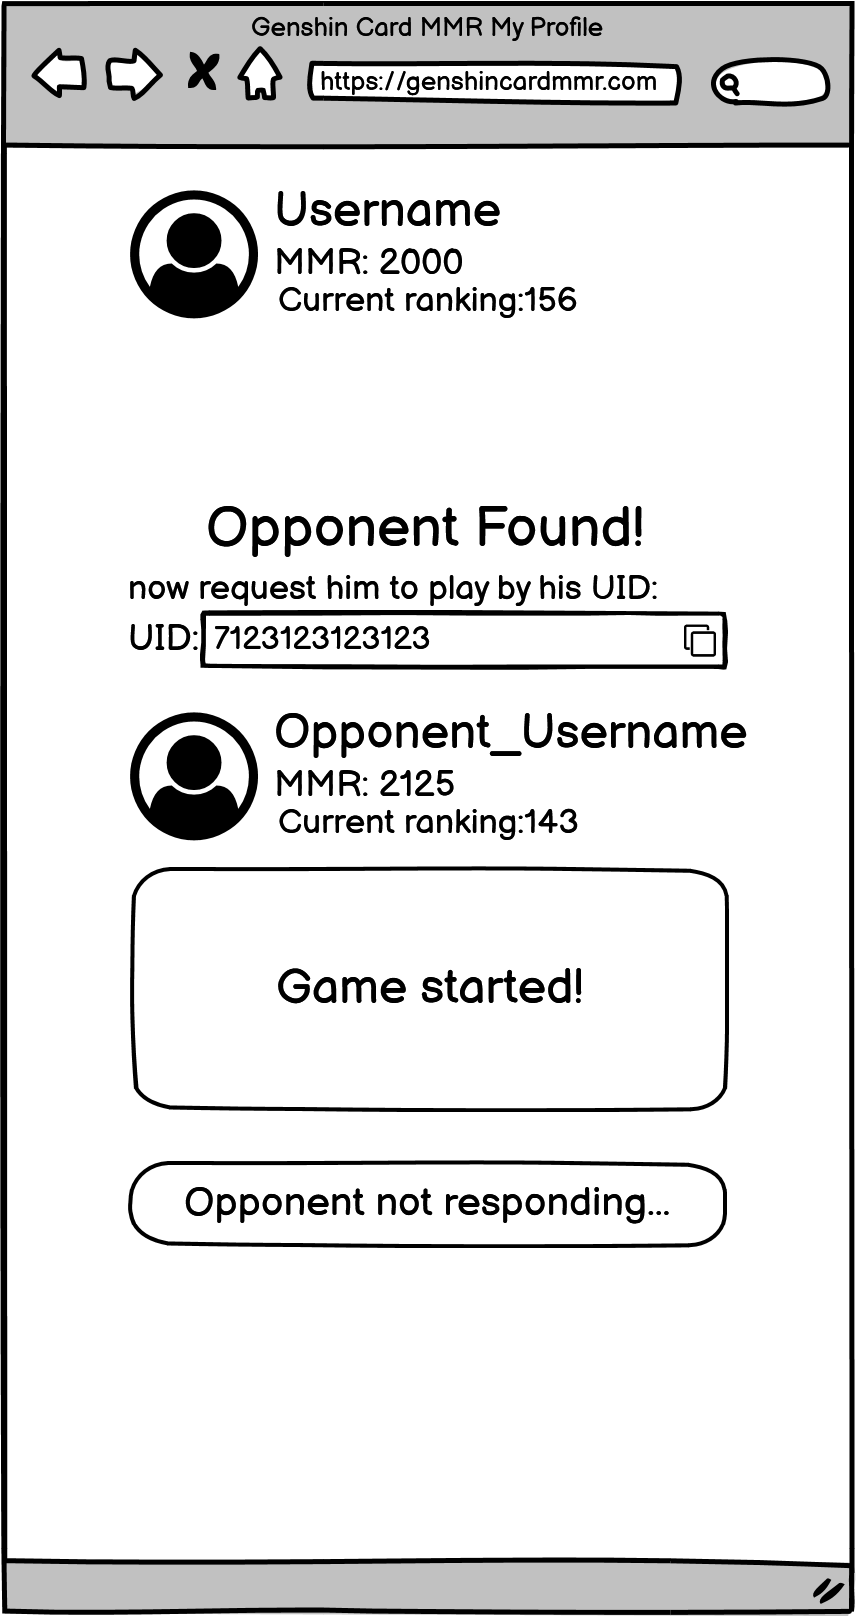 Genshin Card MMR My Profile
https://genshincardmmr.com
Username
MMR: 2000
Current ranking:156
Opponent Found!
now request him to play by his UID:
UID: 7123123123123
Opponent_Username
MMR: 2125
Current ranking:143
Game started!
Opponent not responding...